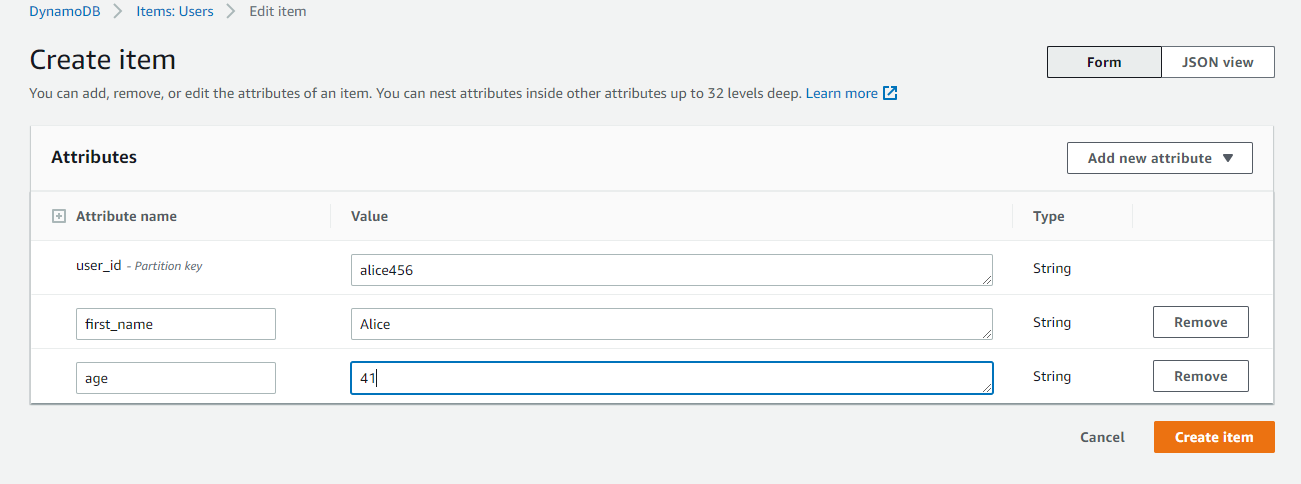 DynamoDB > Items: Users > Edit item
Create item
Form JSON view
You can add, remove, or edit the attributes of an item. You can nest attributes inside other attributes up to 32 levels deep. Learn more
Attributes
Add new attribute
Attribute name Value Type
user_id - Partition key alice456 String
first_name Alice String Remove
age 41 String Remove
Cancel Create item